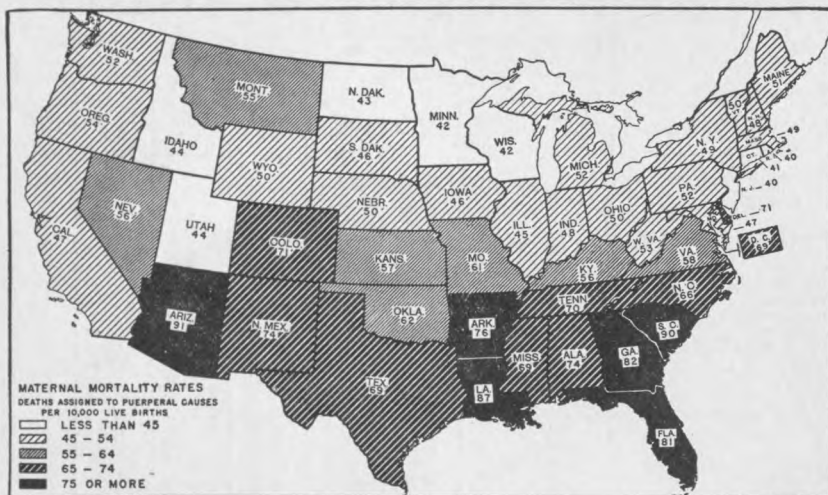 WASH.
52
MONT.
55
N. DAK.
43
MINN.
42
MAINE
51
OREG.
54
IDAHO
44
S. DAK.
46
WIS.
42
MICH.
52
N. Y.
49
50
48
MASS.
49
CT.
40
41
WYO.
50
NEBR.
50
IOWA
46
PA.
52
N. J.
40
NEV.
56
UTAH
44
ILL.
45
IND.
48
OHIO
50
DEL.
71
47
CAL.
COLO.
71
KANS.
57
MO.
61
KY.
56
W. VA.
53
VA.
58
D. C.
69
ARIZ.
91
N. MEX.
74
OKLA.
62
ARK.
76
TENN.
70
N. C.
66
S. C.
90
TEX.
69
LA.
87
MISS.
69
ALA.
74
GA.
82
FLA.
81
MATERNAL MORTALITY RATES
DEATHS ASSIGNED TO PUERPERAL CAUSES
PER 10,000 LIVE BIRTHS
LESS THAN 45
45 – 54
55 – 64
65 – 74
75 OR MORE